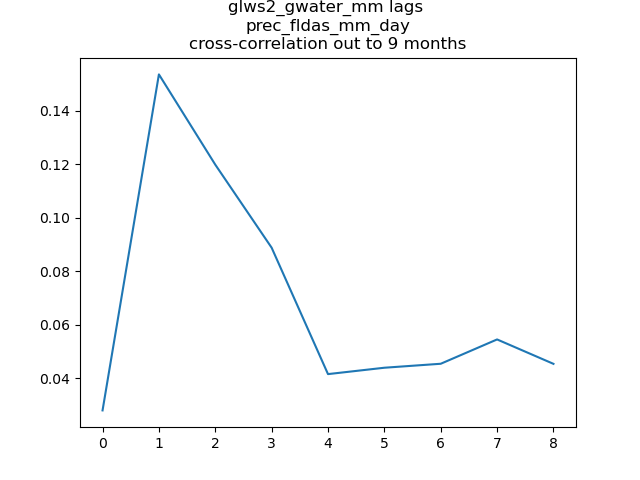 glws2_gwater_mm lags
prec_fldas_mm_day
cross-correlation out to 9 months
0.14
0.12
0.10
0.08
0.06
0.04
0 1 2 3 4 5 6 7 8